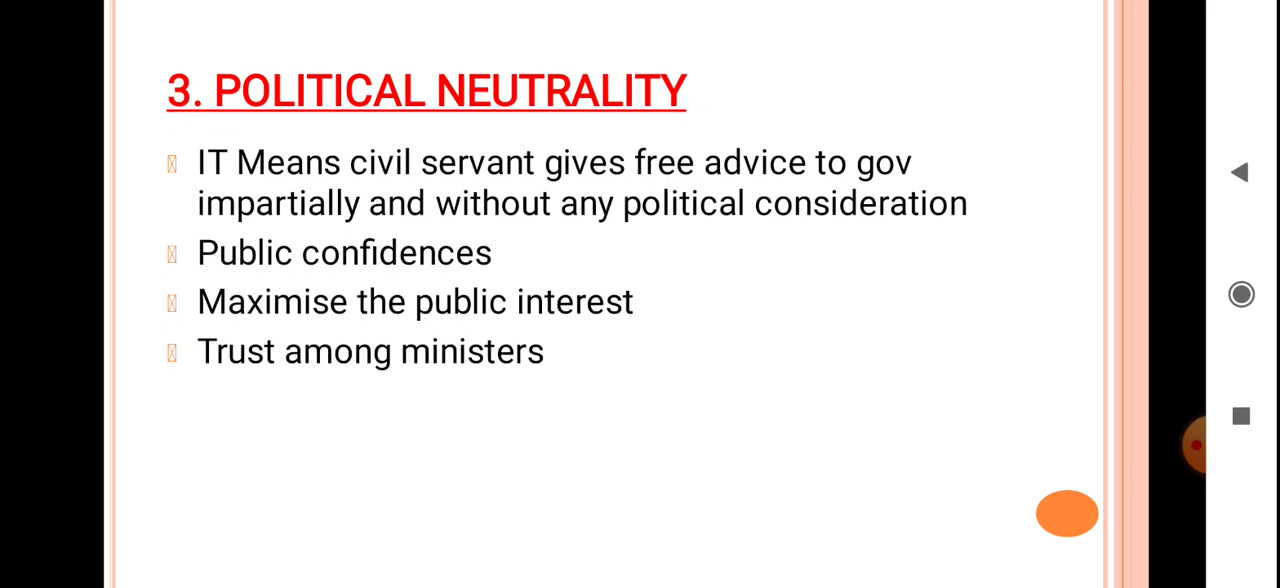 3. POLITICAL NEUTRALITY
IT Means civil servant gives free advice to gov
impartially and without any political consideration
Public confidences
Maximise the public interest
Trust among ministers